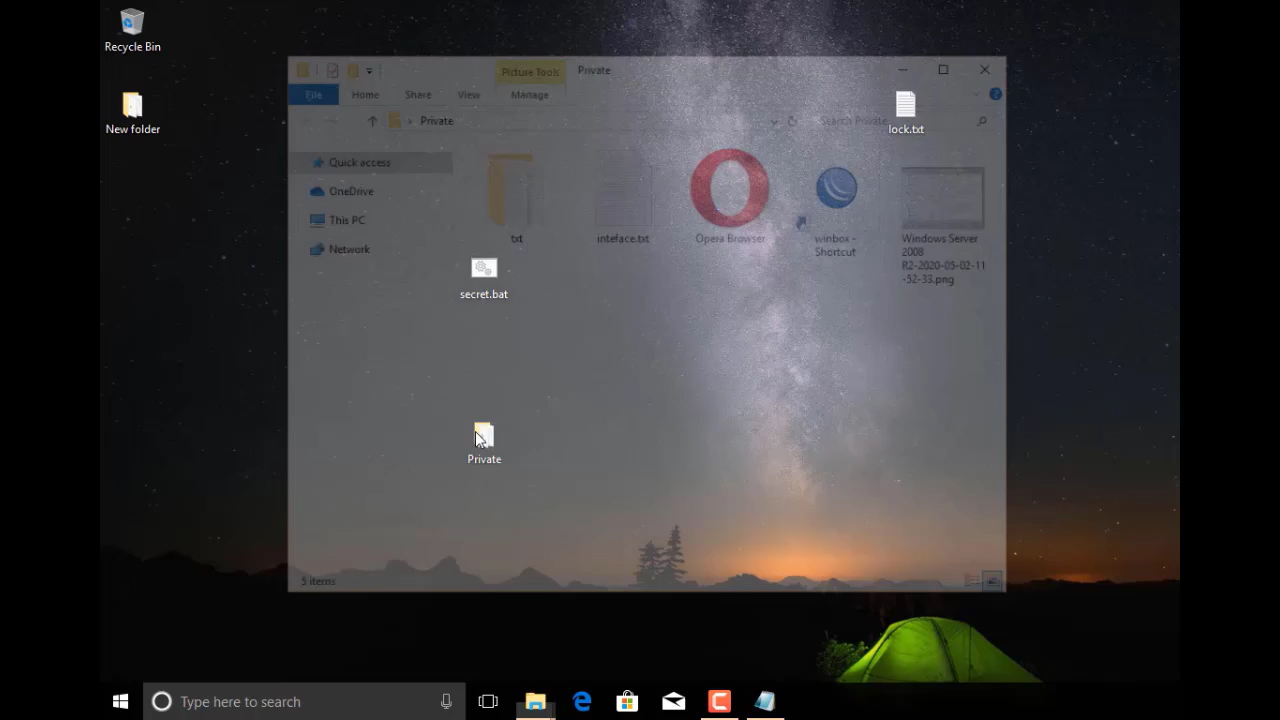 Recycle Bin
New folder
Picture Tools
Private
File
Home
Share
View
Manage
Private
Search Private
lock.txt
Quick access
OneDrive
This PC
Network
txt
inteface.txt
Opera Browser
winbox -
Shortcut
Windows Server
2008
R2-2020-05-02-11
-52-33.png
secret.bat
Private
5 items
Type here to search